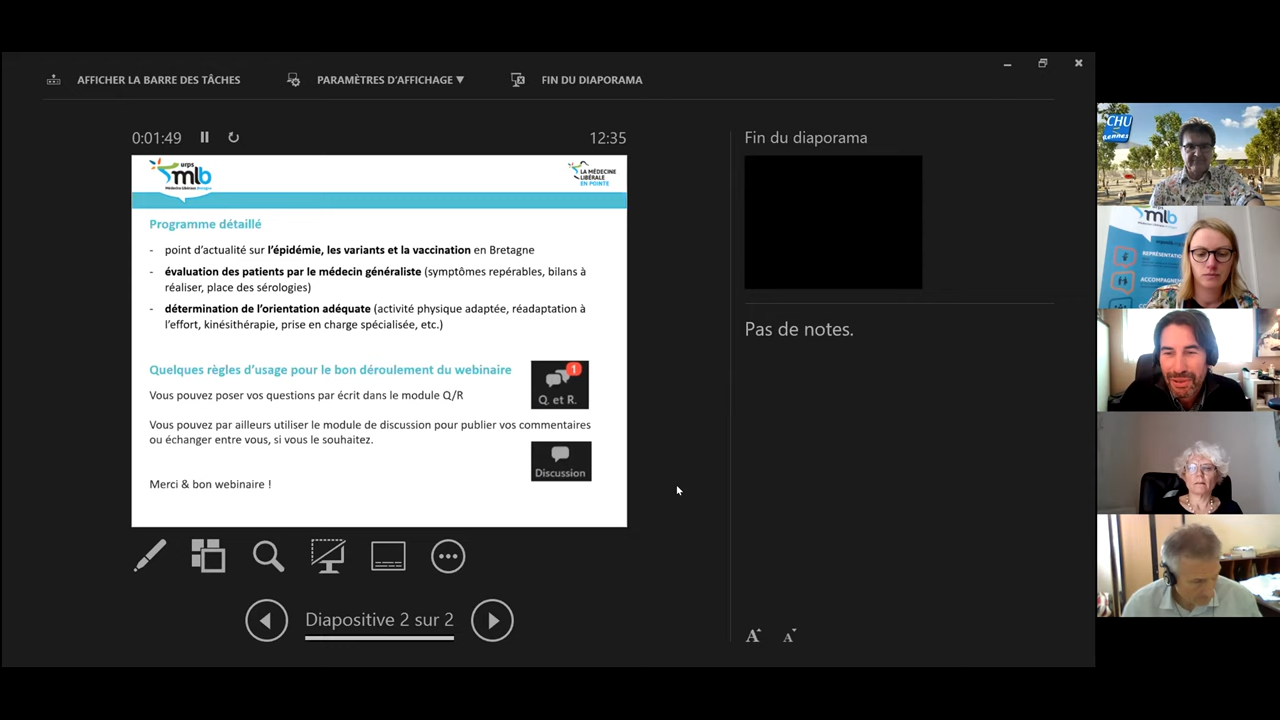 AFFICHER LA BARRE DES TÂCHES
PARAMÈTRES D'AFFICHAGE ▼
FIN DU DIAPORAMA
0:01:49
12:35
urps
mlb
Médecins Libéraux Bretagne
LA MÉDECINE
LIBÉRALE
EN POINTE
Programme détaillé
- point d'actualité sur l'épidémie, les variants et la vaccination en Bretagne
- évaluation des patients par le médecin généraliste (symptômes repérables, bilans à
réaliser, place des sérologies)
- détermination de l'orientation adéquate (activité physique adaptée, réadaptation à
l'effort, kinésithérapie, prise en charge spécialisée, etc.)
Quelques règles d'usage pour le bon déroulement du webinaire
1
Q. et R.
Vous pouvez poser vos questions par écrit dans le module Q/R
Vous pouvez par ailleurs utiliser le module de discussion pour publier vos commentaires
ou échanger entre vous, si vous le souhaitez.
Discussion
Merci & bon webinaire !
Diapositive 2 sur 2
Fin du diaporama
Pas de notes.
A A
CHU
Rennes
urps
mlb
REPRÉSENTATION